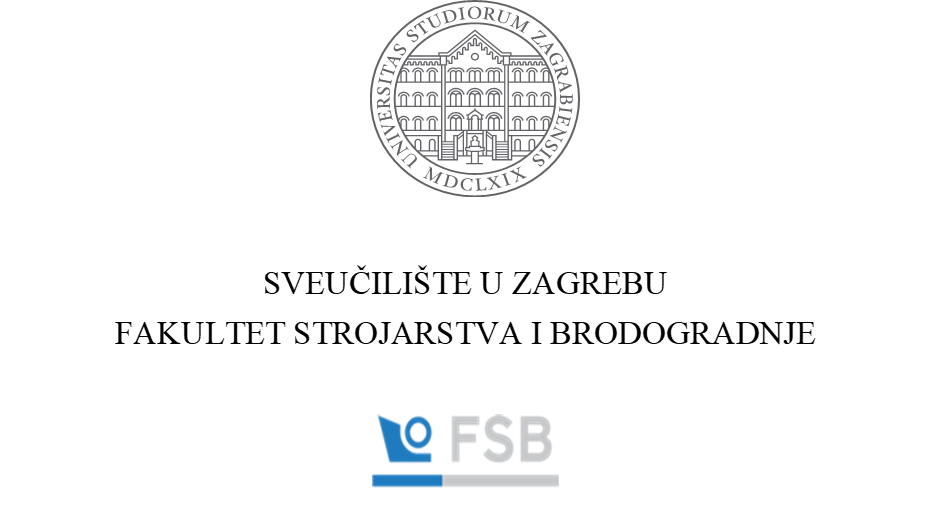 UNIVERSITAS STUDIORUM ZAGRABIENSIS
MDCLXIX
SVEUČILIŠTE U ZAGREBU
FAKULTET STROJARSTVA I BRODOGRADNJE
FSB